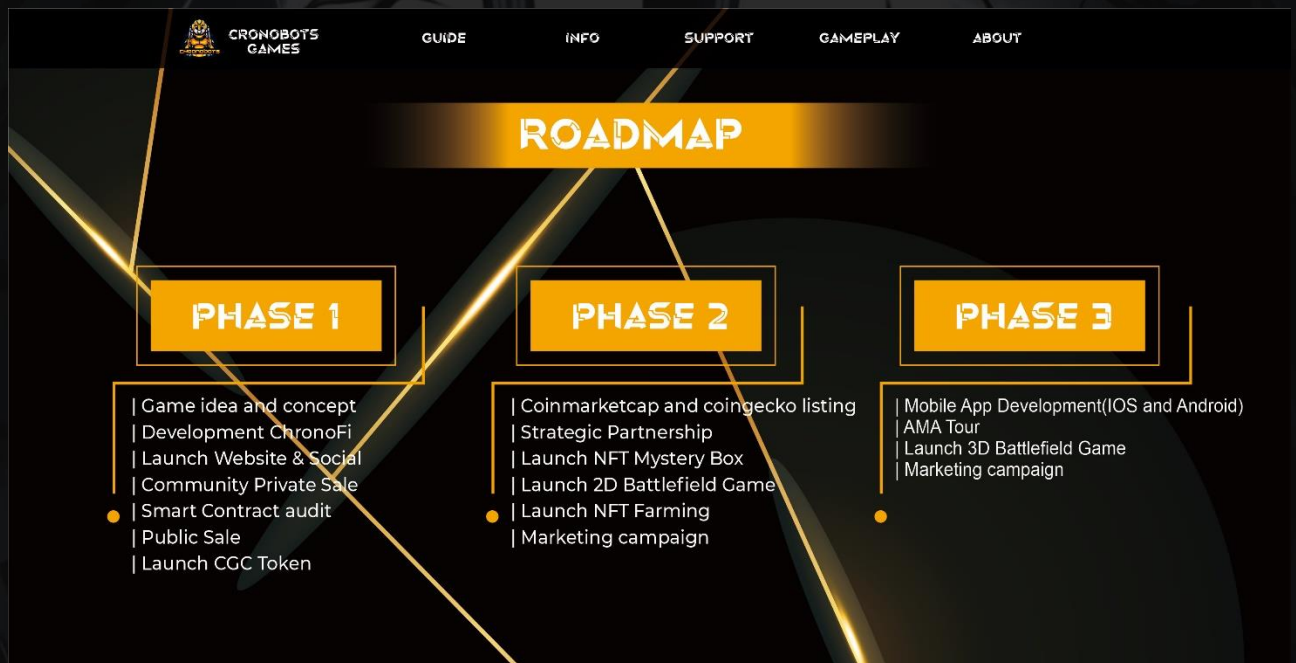 CRONOBOTS
GAMES
CHRONOBOTS
GUIDE
INFO
SUPPORT
GAMEPLAY
ABOUT
ROADMAP
PHASE 1
| Game idea and concept
| Development ChronoFi
| Launch Website & Social
| Community Private Sale
| Smart Contract audit
| Public Sale
| Launch CGC Token
PHASE 2
| Coinmarketcap and coingecko listing
| Strategic Partnership
| Launch NFT Mystery Box
| Launch 2D Battlefield Game
| Launch NFT Farming
| Marketing campaign
PHASE 3
| Mobile App Development(IOS and Android)
| AMA Tour
| Launch 3D Battlefield Game
| Marketing campaign